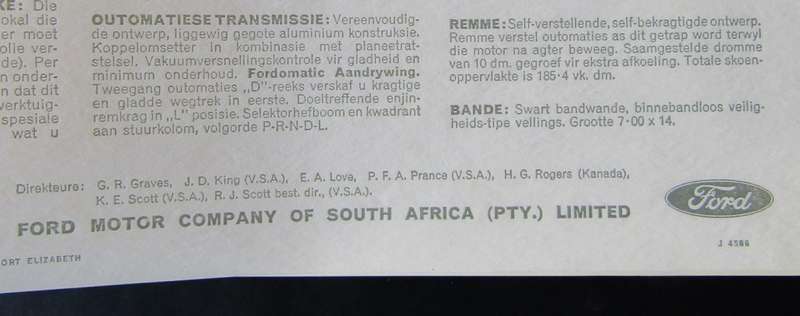 KE: Die
okal die
er moet
olie ver-
de). Per
n onder-
n dat dit
verktuig-
spesiale
wat u
OUTOMATIESE TRANSMISSIE: Vereenvoudig-
de ontwerp, liggewig gegote aluminium konstruksie.
Koppelomsetter in kombinasie met planeetrat-
stelsel. Vakuumversnellingskontrole vir gladheid en
minimum onderhoud. Fordomatic Aandrywing.
Tweegang outomaties „D”-reeks verskaf u kragtige
en gladde wegtrek in eerste. Doeltreffende enjin-
remkrag in „L” posisie. Selektorhefboom en kwadrant
aan stuurkolom, volgorde P-R-N-D-L.
REMME: Self-verstellende, self-bekragtigde ontwerp.
Remme verstel outomaties as dit getrap word terwyl
die motor na agter beweeg. Saamgestelde dromme
van 10 dm. gegroef vir ekstra afkoeling. Totale skoen-
oppervlakte is 185·4 vk. dm.
BANDE: Swart bandwande, binnebandloos veilig-
heids-tipe vellings. Grootte 7·00 x 14.
Direkteure: G. R. Graves, J. D. King (V.S.A.), E. A. Love, P. F. A. Prance (V.S.A.), H. G. Rogers (Kanada),
K. E. Scott (V.S.A.), R. J. Scott best. dir., (V.S.A.).
FORD MOTOR COMPANY OF SOUTH AFRICA (PTY.) LIMITED
Ford
ORT ELIZABETH
J 4586